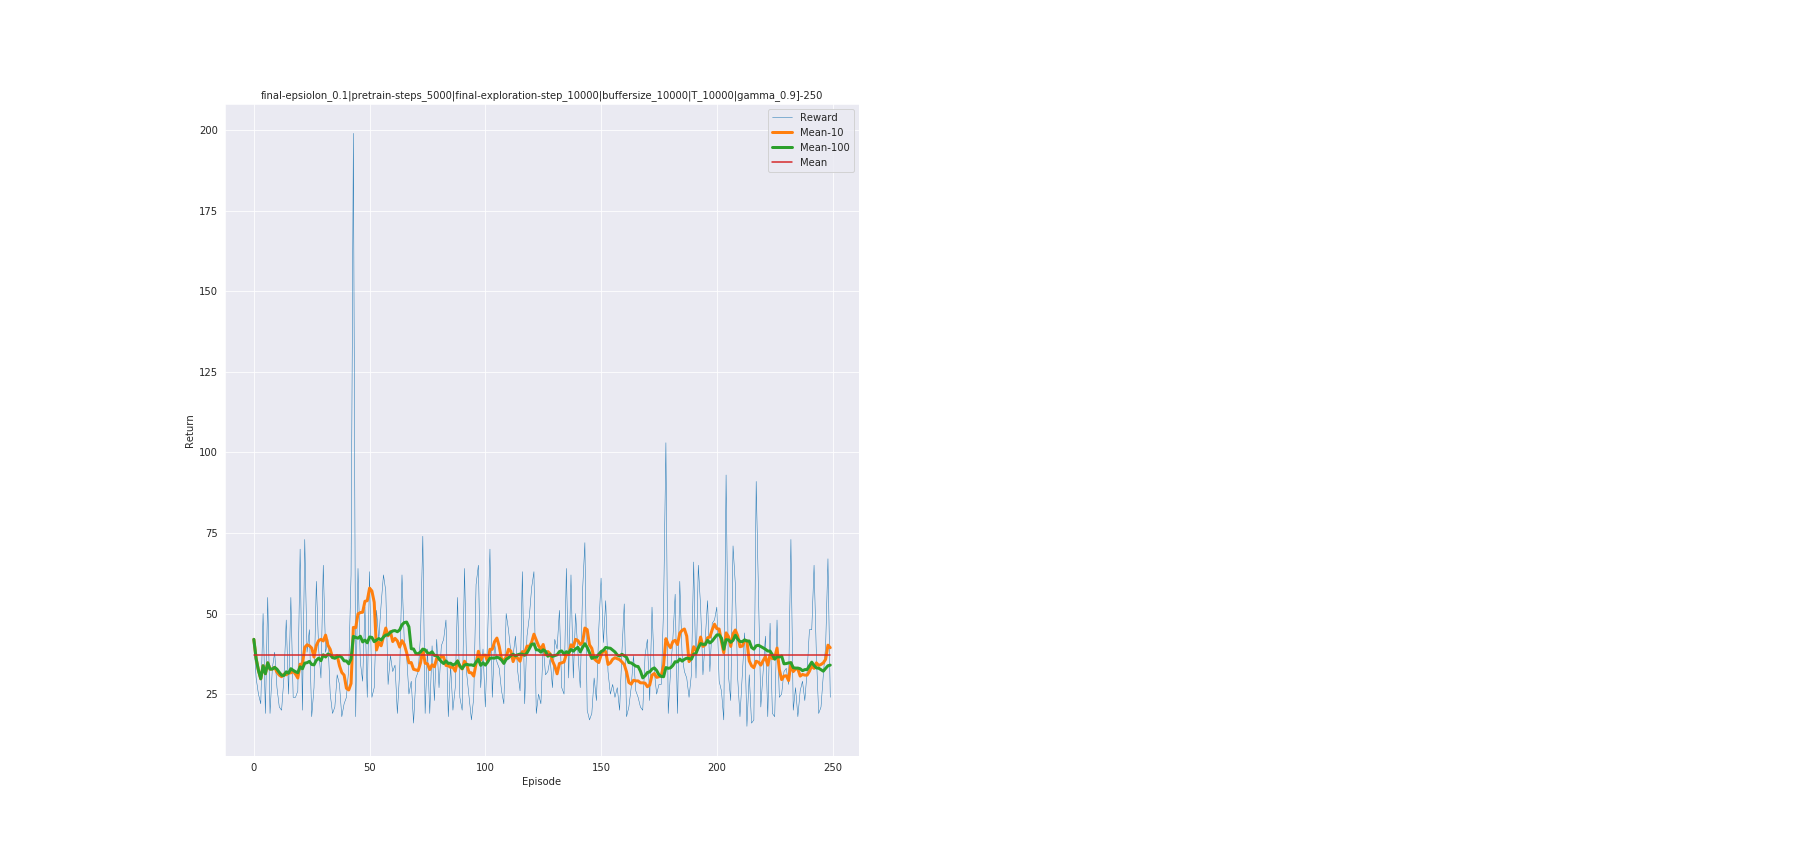 final-epsiolon_0.1|pretrain-steps_5000|final-exploration-step_10000|buffersize_10000|T_10000|gamma_0.9]-250
Reward
Mean-10
Mean-100
Mean
200
175
150
125
100
75
50
25
Return
0 50 100 150 200 250
Episode